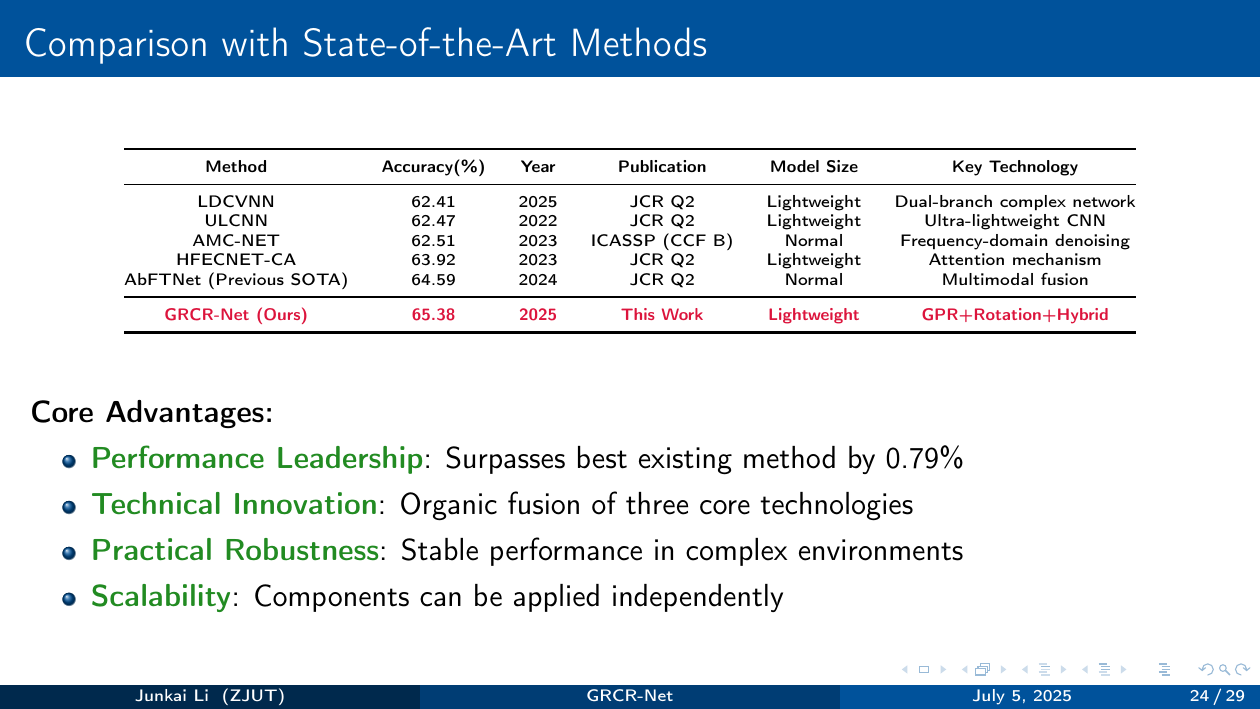 Comparison with State-of-the-Art Methods
Method Accuracy(%) Year Publication Model Size Key Technology
LDCVNN 62.41 2025 JCR Q2 Lightweight Dual-branch complex network
ULCNN 62.47 2022 JCR Q2 Lightweight Ultra-lightweight CNN
AMC-NET 62.51 2023 ICASSP (CCF B) Normal Frequency-domain denoising
HFECNET-CA 63.92 2023 JCR Q2 Lightweight Attention mechanism
AbFTNet (Previous SOTA) 64.59 2024 JCR Q2 Normal Multimodal fusion
GRCR-Net (Ours) 65.38 2025 This Work Lightweight GPR+Rotation+Hybrid
Core Advantages:
Performance Leadership: Surpasses best existing method by 0.79%
Technical Innovation: Organic fusion of three core technologies
Practical Robustness: Stable performance in complex environments
Scalability: Components can be applied independently
Junkai Li (ZJUT) GRCR-Net July 5, 2025 24 / 29